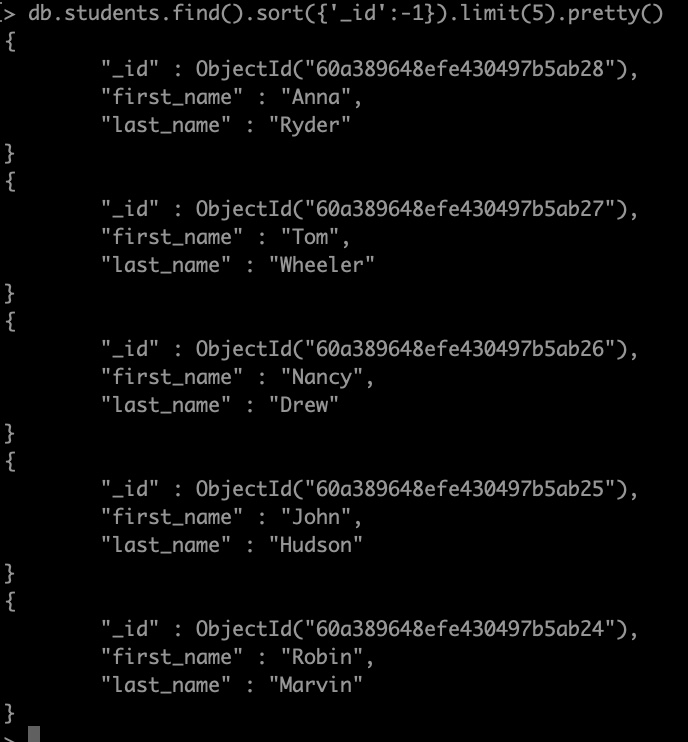 [> db.students.find().sort({'_id':-1}).limit(5).pretty()
{
        "_id" : ObjectId("60a389648efe430497b5ab28"),
        "first_name" : "Anna",
        "last_name" : "Ryder"
}
{
        "_id" : ObjectId("60a389648efe430497b5ab27"),
        "first_name" : "Tom",
        "last_name" : "Wheeler"
}
{
        "_id" : ObjectId("60a389648efe430497b5ab26"),
        "first_name" : "Nancy",
        "last_name" : "Drew"
}
{
        "_id" : ObjectId("60a389648efe430497b5ab25"),
        "first_name" : "John",
        "last_name" : "Hudson"
}
{
        "_id" : ObjectId("60a389648efe430497b5ab24"),
        "first_name" : "Robin",
        "last_name" : "Marvin"
}
>